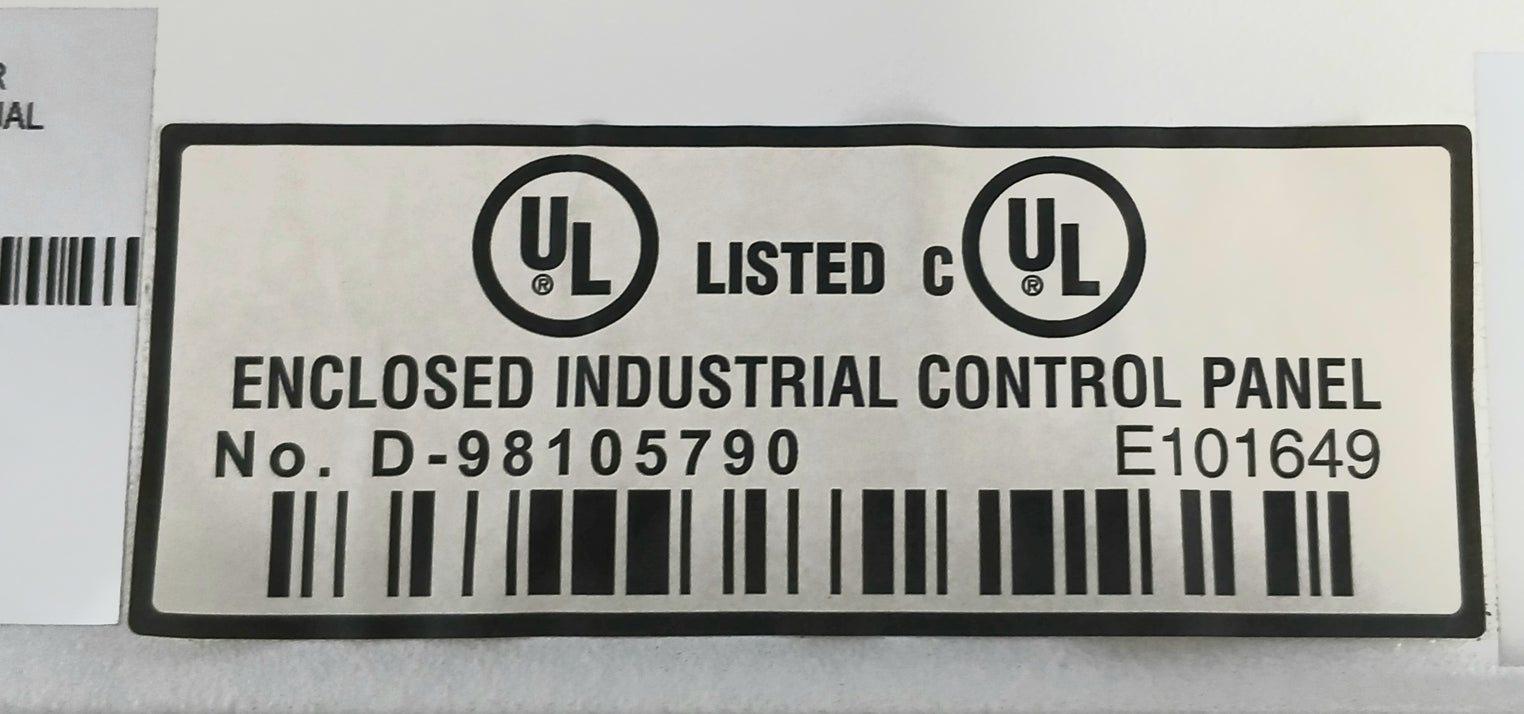 R
UL ® LISTED C UL ®
ENCLOSED INDUSTRIAL CONTROL PANEL
No. D-98105790 E101649